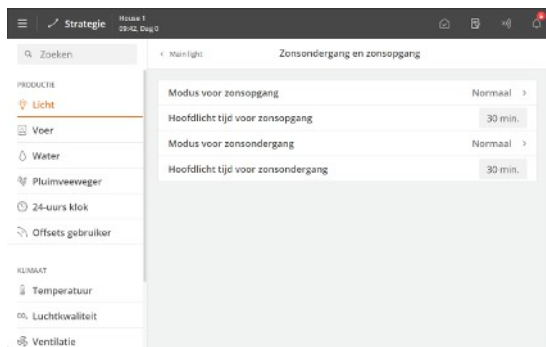 Strategie
House 1
09:42, Dag 0
Zoeken
Main light
Zonsondergang en zonsopgang
PRODUCTIE
Licht
Voer
Water
Pluimveeweger
24-uurs klok
Offsets gebruiker
KLIMAAT
Temperatuur
CO₂ Luchtkwaliteit
Ventilatie
Modus voor zonsopgang Normaal
Hoofdlicht tijd voor zonsopgang 30 min.
Modus voor zonsondergang Normaal
Hoofdlicht tijd voor zonsondergang 30 min.